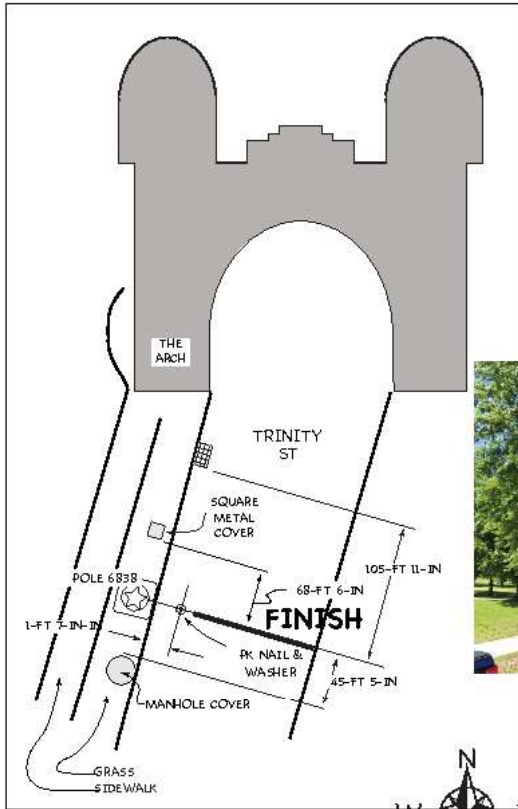 THE
ARCH
TRINITY
ST
SQUARE
METAL
COVER
105-FT 11-IN
POLE 6838
68-FT 6-IN
FINISH
1-FT 7-IN-IN
PK NAIL &
WASHER
45-FT 5-IN
MANHOLE COVER
GRASS
SIDEWALK
N
W